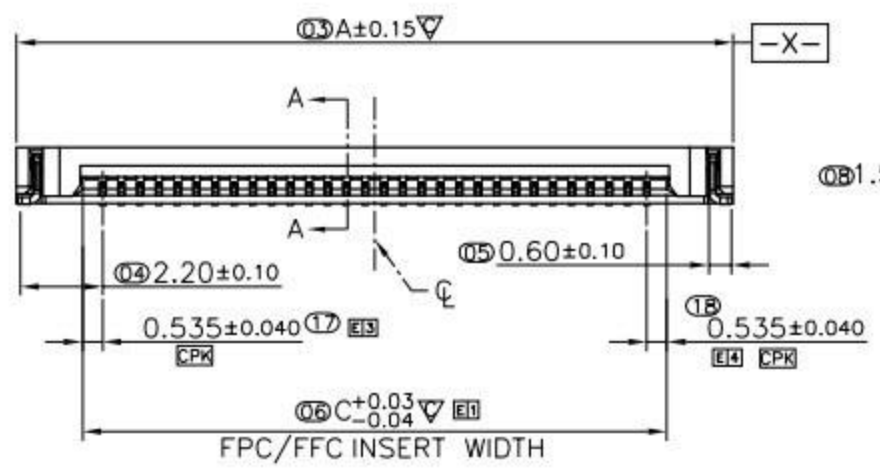 03 A±0.15 C
-X-
A
08 1.5
A
05 0.60±0.10
04 2.20±0.10
CL
18
0.535±0.040 17 E3
0.535±0.040
CPK
E4 CPK
06 C+0.03 -0.04 C E1
FPC/FFC INSERT WIDTH